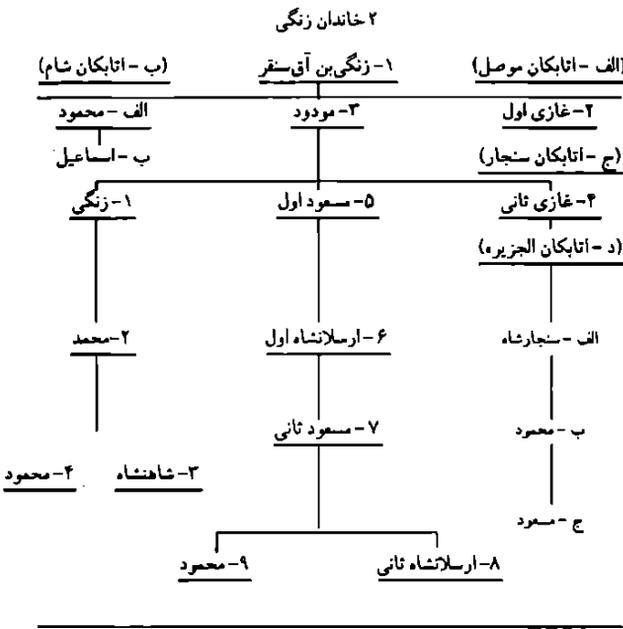 ۲ خاندان زنگی
(الف - اتابکان موصل) ۱- زنگی‌بن آق‌سنقر (ب - اتابکان شام)
۲- غازی اول ۳- مودود الف - محمود
(ج - اتابکان سنجار) ب - اسماعیل
۴- غازی ثانی ۵- مسعود اول ۱- زنگی
(د - اتابکان الجزیره)
الف - سنجارشاه ۶- ارسلانشاه اول ۲- محمد
ب - محمود ۷- مسعود ثانی
۳- شاهنشاه ۴- محمود
ج - مسعود
۸- ارسلانشاه ثانی ۹- محمود